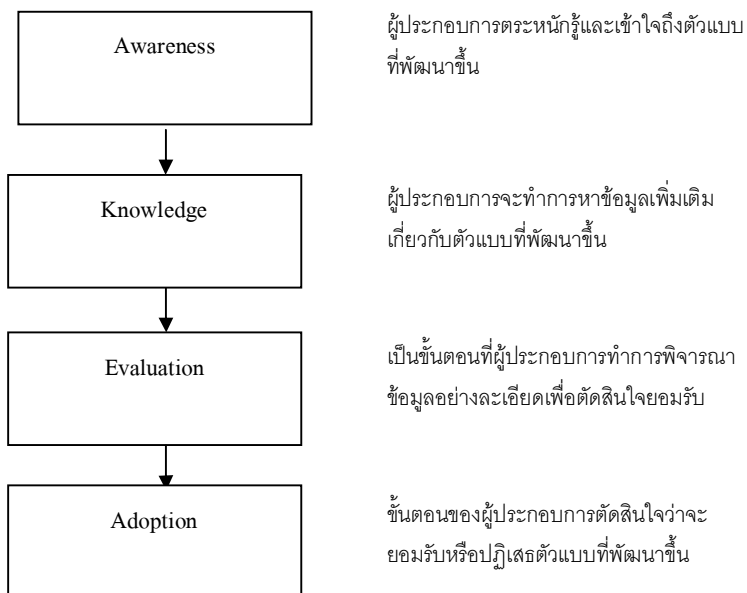 Awareness
ผู้ประกอบการตระหนักรู้และเข้าใจถึงตัวแบบ
ที่พัฒนาขึ้น
Knowledge
ผู้ประกอบการจะทำการหาข้อมูลเพิ่มเติม
เกี่ยวกับตัวแบบที่พัฒนาขึ้น
Evaluation
เป็นขั้นตอนที่ผู้ประกอบการทำการพิจารณา
ข้อมูลอย่างละเอียดเพื่อตัดสินใจยอมรับ
Adoption
ขั้นตอนของผู้ประกอบการตัดสินใจว่าจะ
ยอมรับหรือปฏิเสธตัวแบบที่พัฒนาขึ้น